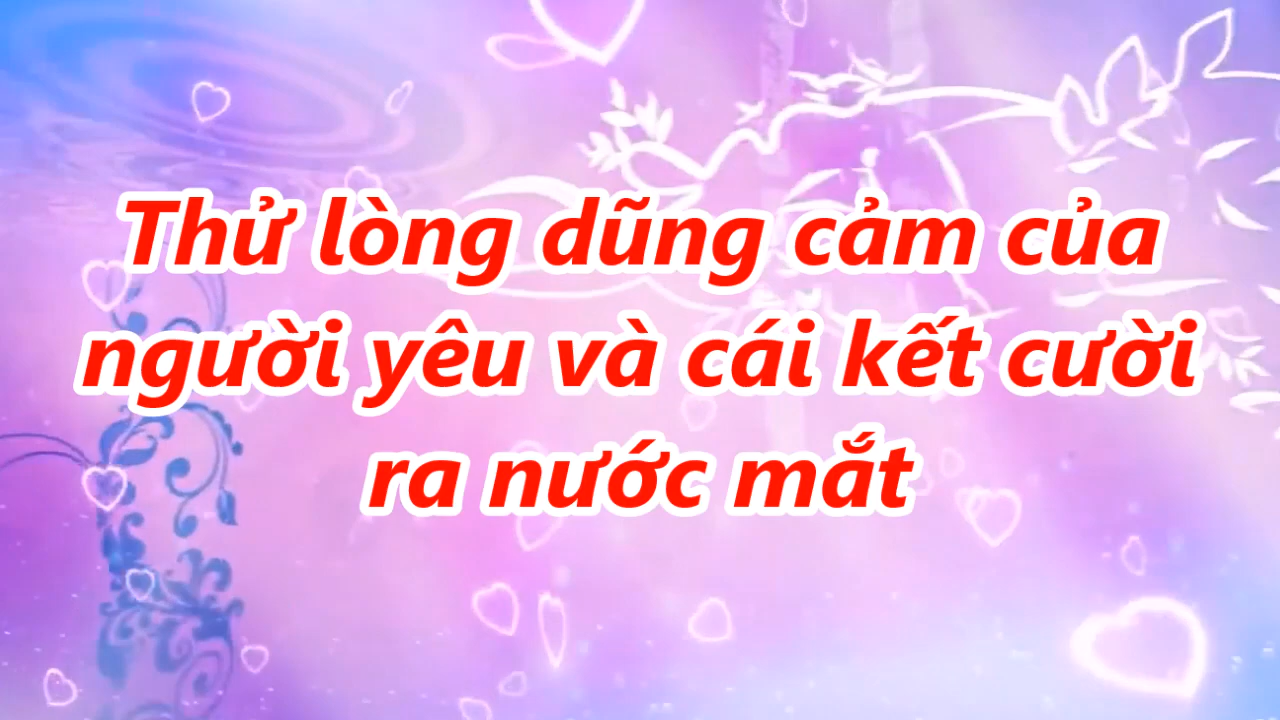 Thử lòng dũng cảm của
người yêu và cái kết cười
ra nước mắt